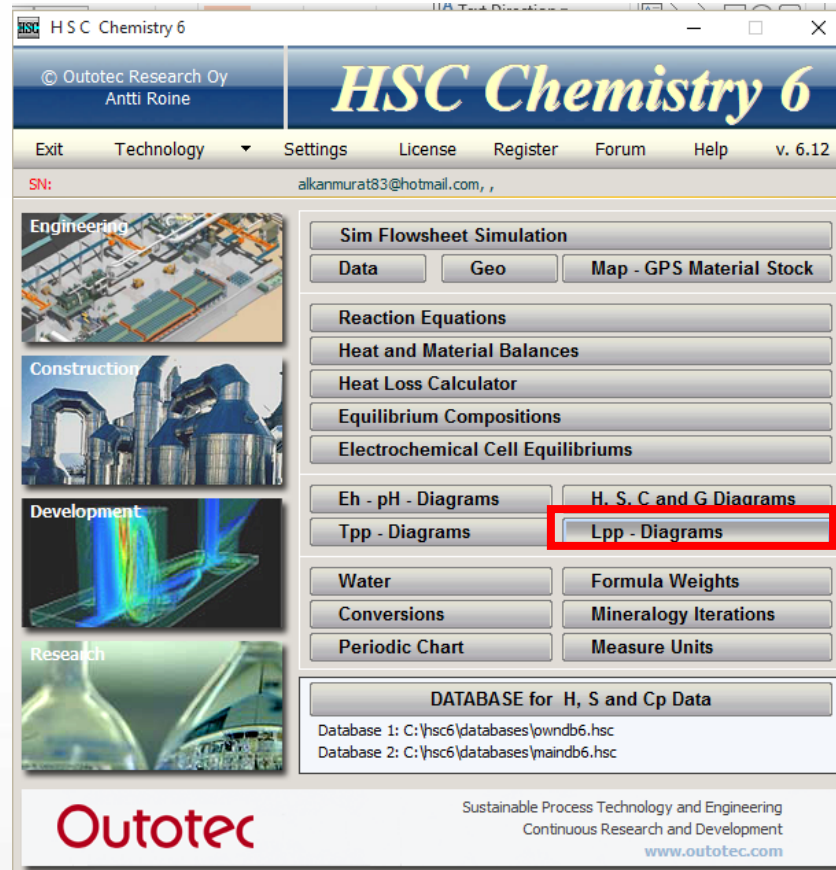 HSC H S C Chemistry 6
© Outotec Research Oy
Antti Roine
HSC Chemistry 6
Exit Technology Settings License Register Forum Help v. 6.12
SN: alkanmurat83@hotmail.com, ,
Engineering
Sim Flowsheet Simulation
Data Geo Map - GPS Material Stock
Reaction Equations
Heat and Material Balances
Construction
Heat Loss Calculator
Equilibrium Compositions
Electrochemical Cell Equilibriums
Development
Eh - pH - Diagrams H, S, C and G Diagrams
Tpp - Diagrams Lpp - Diagrams
Water Formula Weights
Conversions Mineralogy Iterations
Research
Periodic Chart Measure Units
DATABASE for H, S and Cp Data
Database 1: C:\hsc6\databases\owndb6.hsc
Database 2: C:\hsc6\databases\maindb6.hsc
Outotec
Sustainable Process Technology and Engineering
Continuous Research and Development
www.outotec.com